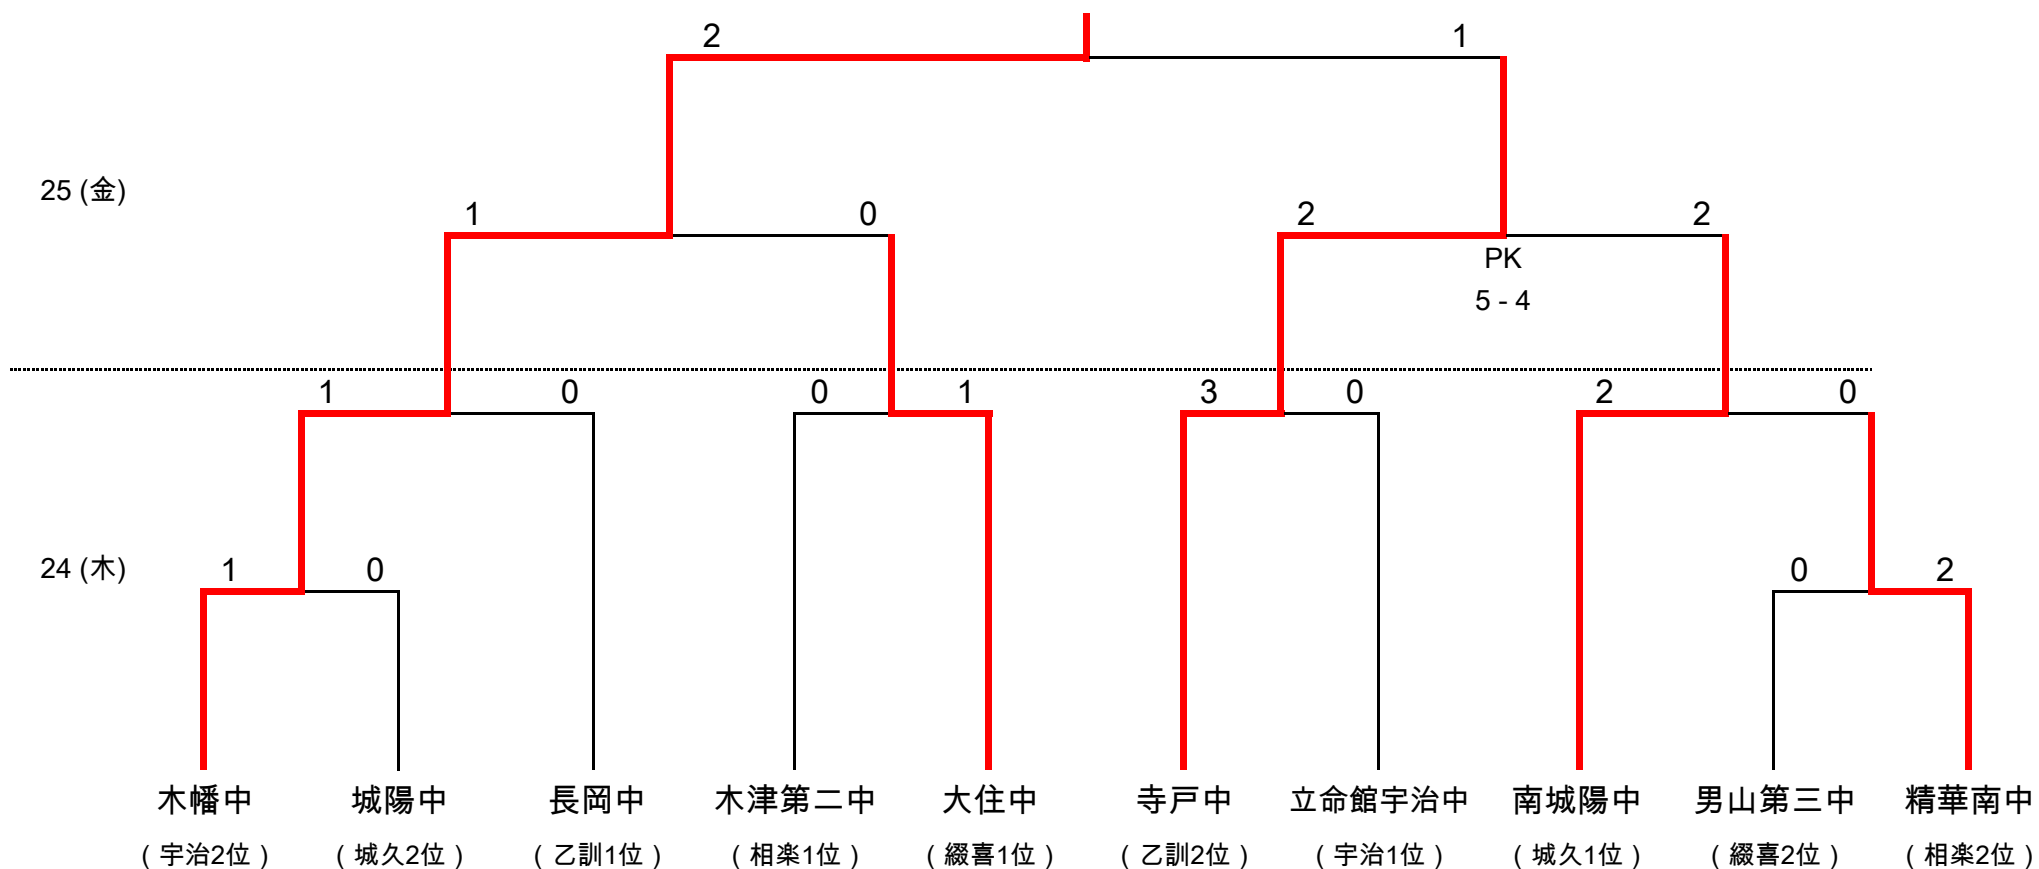 2 1
25 (金)
1 0 2 2
PK
5 - 4
1 0 0 1 3 0 2 0
24 (木)
1 0 0 2
木幡中 城陽中 長岡中 木津第二中 大住中 寺戸中 立命館宇治中 南城陽中 男山第三中 精華南中
（宇治2位） （城久2位） （乙訓1位） （相楽1位） （綴喜1位） （乙訓2位） （宇治1位） （城久1位） （綴喜2位） （相楽2位）